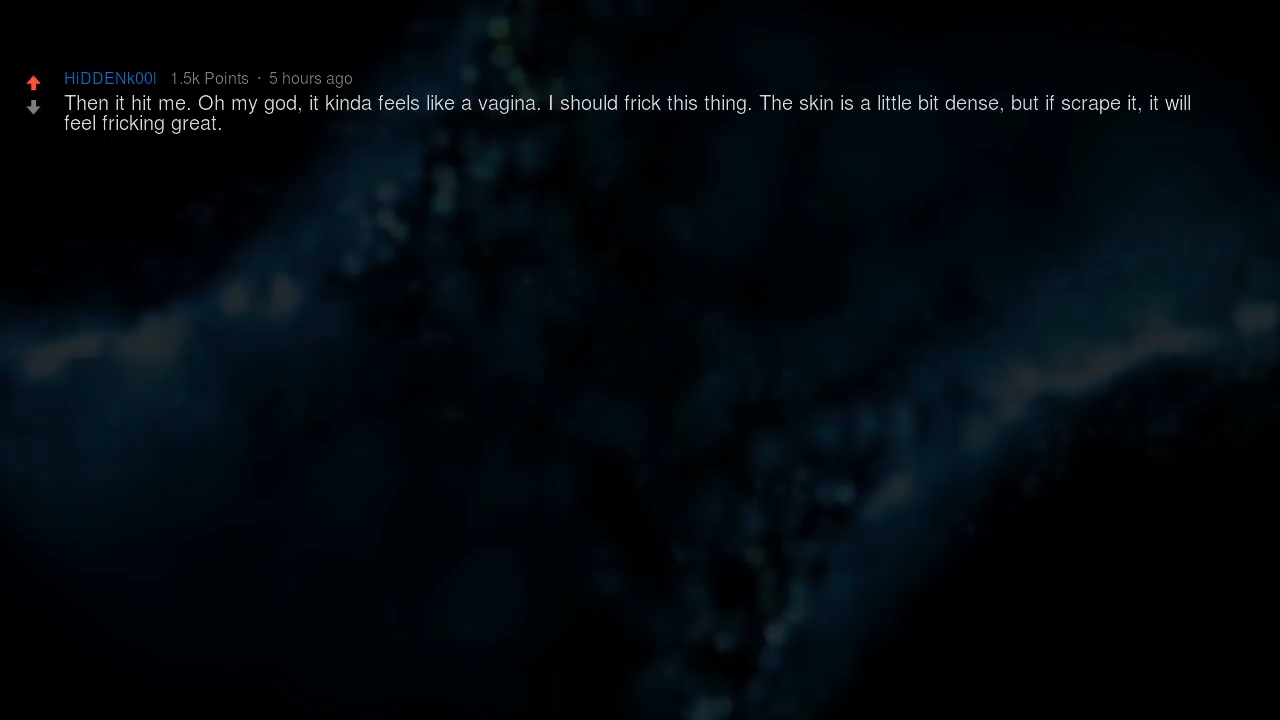 HiDDENk00l 1.5k Points · 5 hours ago
Then it hit me. Oh my god, it kinda feels like a vagina. I should frick this thing. The skin is a little bit dense, but if scrape it, it will
feel fricking great.